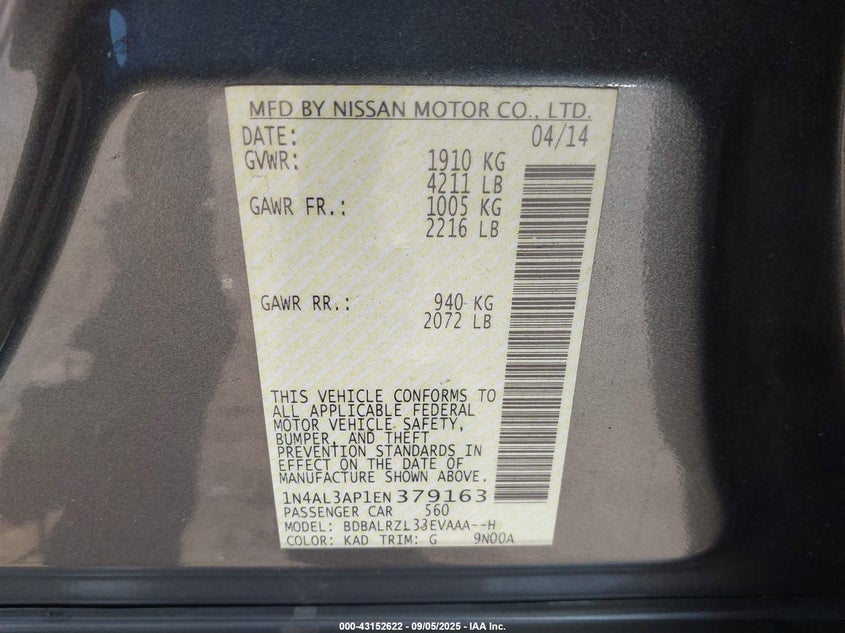 MFD BY NISSAN MOTOR CO., LTD.
DATE: 04/14
GVWR: 1910 KG
4211 LB
GAWR FR.: 1005 KG
2216 LB
GAWR RR.: 940 KG
2072 LB
THIS VEHICLE CONFORMS TO
ALL APPLICABLE FEDERAL
MOTOR VEHICLE SAFETY,
BUMPER, AND THEFT
PREVENTION STANDARDS IN
EFFECT ON THE DATE OF
MANUFACTURE SHOWN ABOVE.
1N4AL3AP1EN379163
PASSENGER CAR 560
MODEL: BDBALRZL33EVAAA--H
COLOR: KAD TRIM: G 9N00A
000-43152622 - 09/05/2025 - IAA Inc.